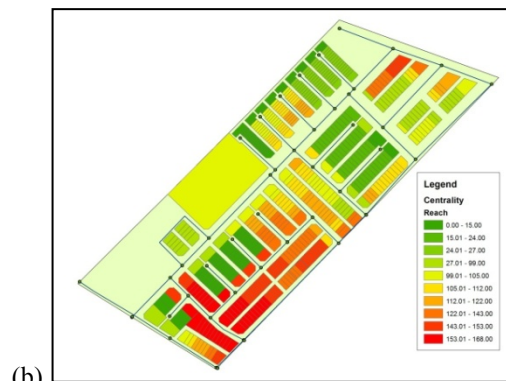 Legend
Centrality
Reach
0.00 - 15.00
15.01 - 24.00
24.01 - 27.00
27.01 - 99.00
99.01 - 105.00
105.01 - 112.00
112.01 - 122.00
122.01 - 143.00
143.01 - 153.00
153.01 - 168.00
(b)